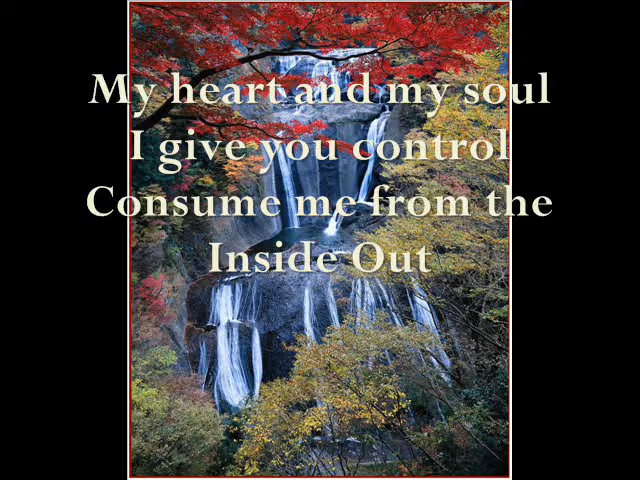 My heart and my soul
I give you control
Consume me from the
Inside Out